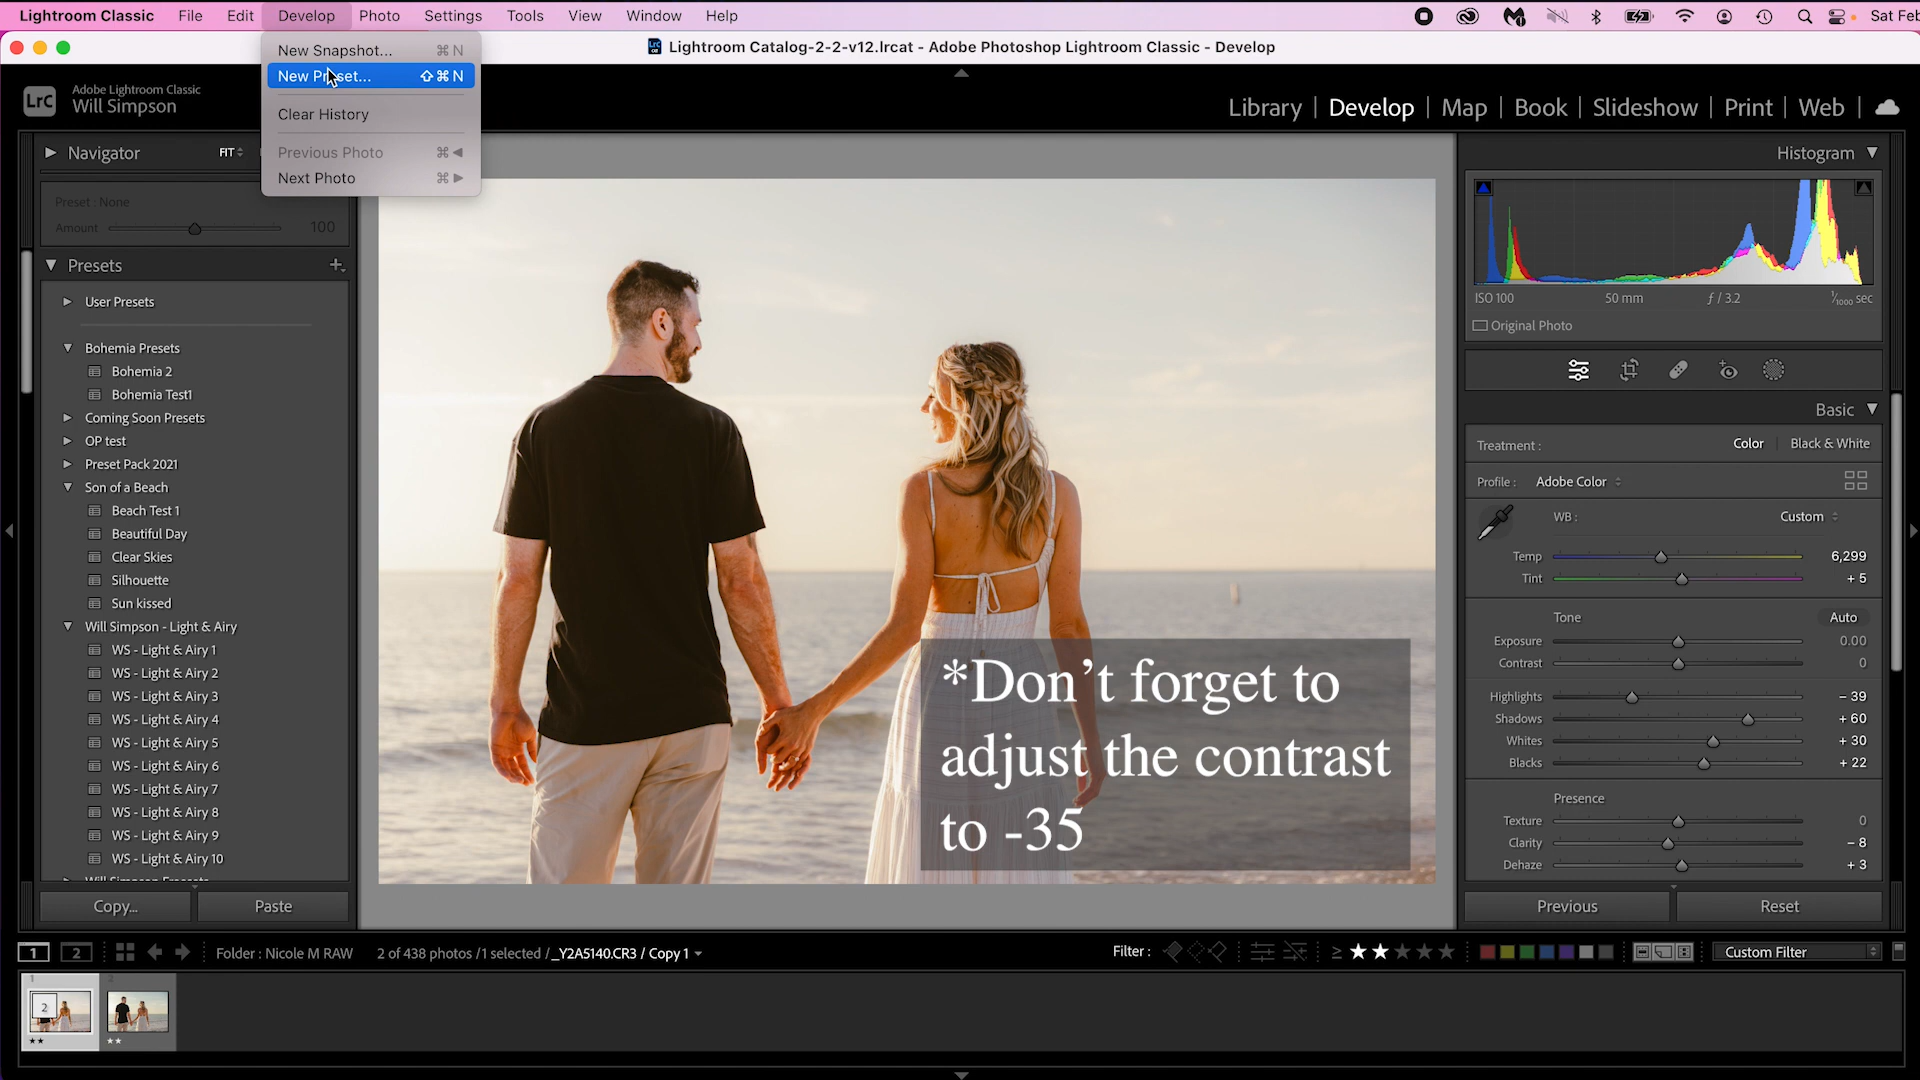 Lightroom Classic File Edit Develop Photo Settings Tools View Window Help Sat Feb
Lightroom Catalog-2-2-v12.lrcat - Adobe Photoshop Lightroom Classic - Develop
New Snapshot... ⌘ N
New Preset... ⇧ ⌘ N
Clear History
Previous Photo ⌘ ◀
Next Photo ⌘ ▶
LrC Adobe Lightroom Classic
Will Simpson
Library | Develop | Map | Book | Slideshow | Print | Web
Navigator FIT
Preset : None
Amount 100
Presets +
User Presets
Bohemia Presets
Bohemia 2
Bohemia Test1
Coming Soon Presets
OP test
Preset Pack 2021
Son of a Beach
Beach Test 1
Beautiful Day
Clear Skies
Silhouette
Sun kissed
Will Simpson - Light & Airy
WS - Light & Airy 1
WS - Light & Airy 2
WS - Light & Airy 3
WS - Light & Airy 4
WS - Light & Airy 5
WS - Light & Airy 6
WS - Light & Airy 7
WS - Light & Airy 8
WS - Light & Airy 9
WS - Light & Airy 10
Copy... Paste
*Don't forget to
adjust the contrast
to -35
Histogram
ISO 100 50 mm ƒ / 3.2 1/1000 sec
Original Photo
Basic
Treatment : Color Black & White
Profile : Adobe Color
WB : Custom
Temp 6,299
Tint + 5
Tone Auto
Exposure 0.00
Contrast 0
Highlights - 39
Shadows + 60
Whites + 30
Blacks + 22
Presence
Texture 0
Clarity - 8
Dehaze + 3
Previous Reset
1 2 Folder : Nicole M RAW 2 of 438 photos /1 selected /_Y2A5140.CR3 / Copy 1 Filter : ≥ ★★★★★ Custom Filter
1 2
2
★★ ★★